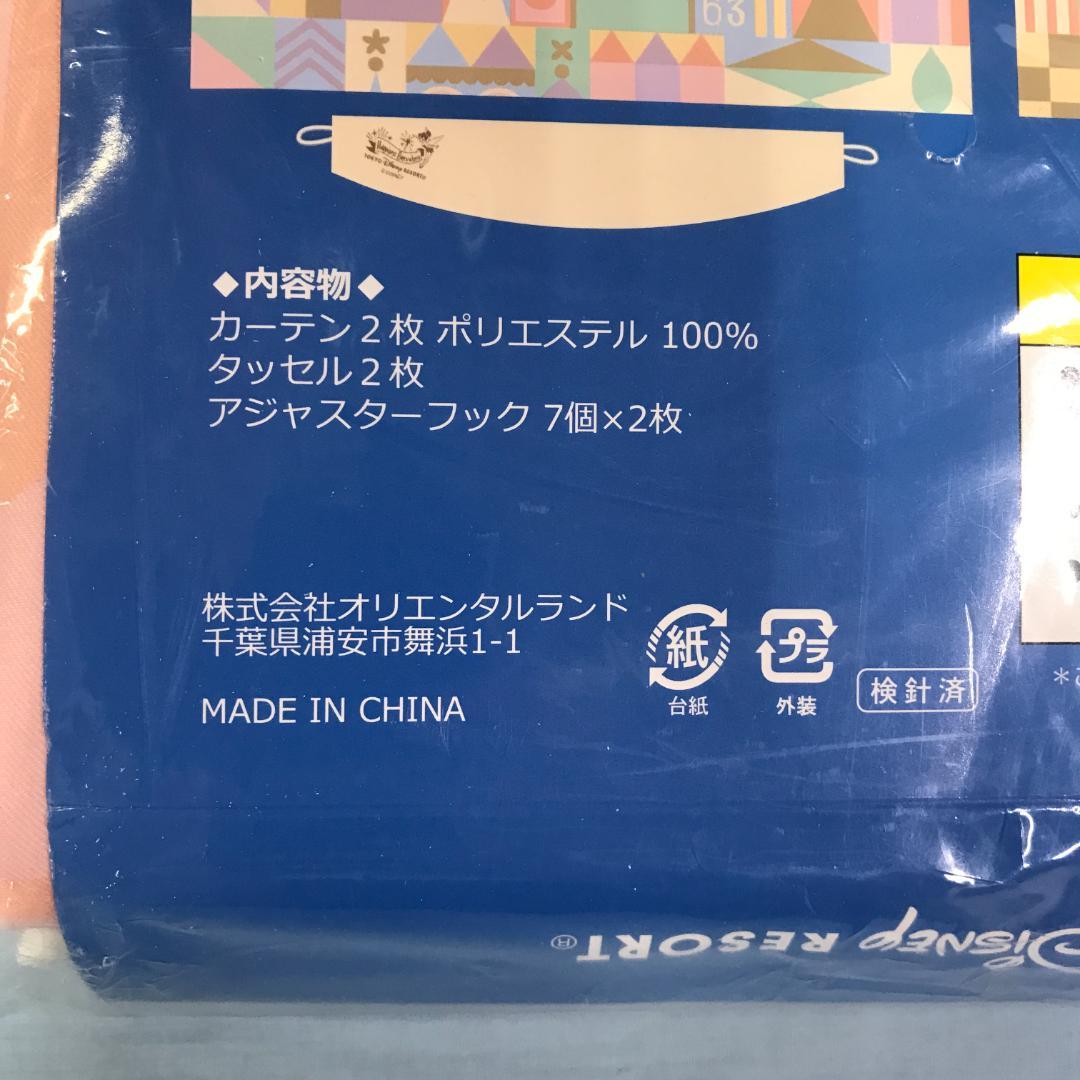 63
TOKYO Disney RESORT®
◆内容物◆
カーテン2枚 ポリエステル 100%
タッセル2枚
アジャスターフック 7個×2枚
株式会社オリエンタルランド
千葉県浦安市舞浜1-1
MADE IN CHINA
紙
台紙
プラ
外装
検針済
Disney RESORT®